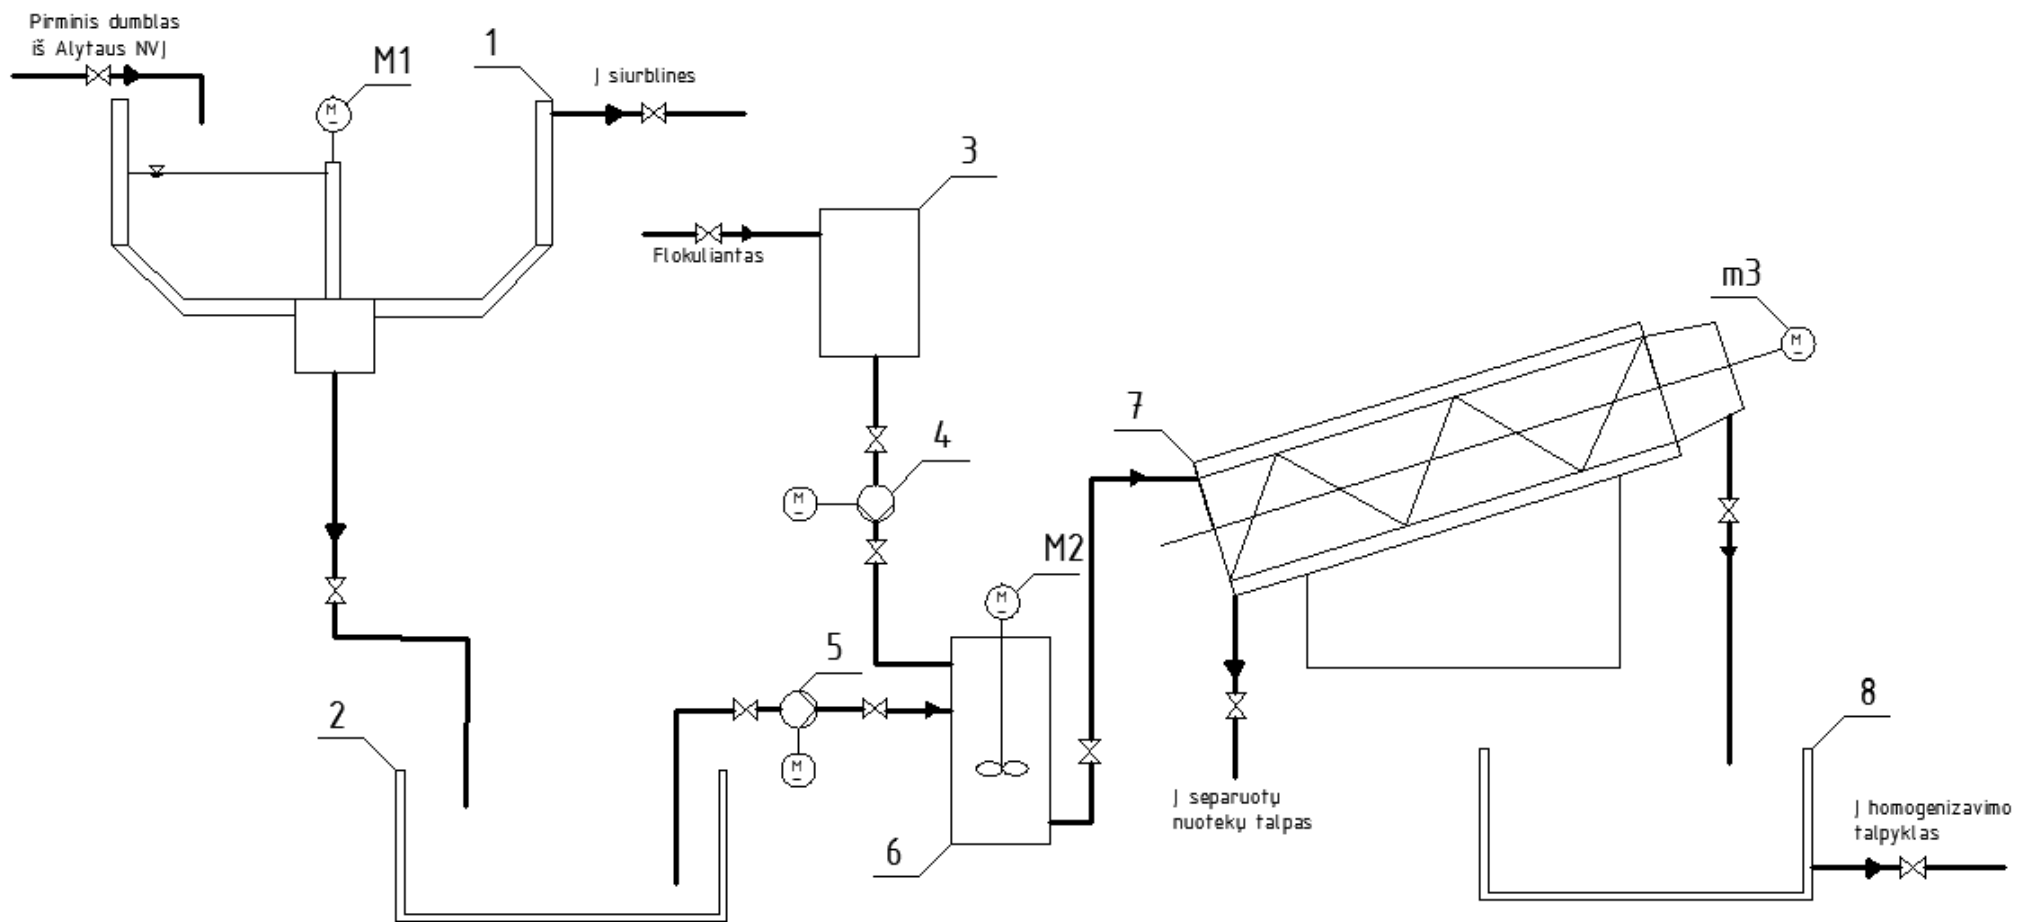 Pirminis dumblas
iš Alytaus NVĮ
M1
M
1
Į siurblines
3
Flokuliantas
m3
M
7
4
M
M2
M
5
M
2
6
8
Į separuotų
nuotekų talpas
Į homogenizavimo
talpyklas